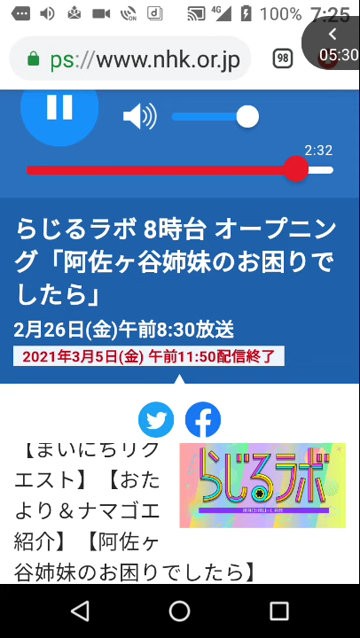 4G
100%
7:25
05:30
ps://www.nhk.or.jp
98
2:32
らじるラボ 8時台 オープニン
グ「阿佐ヶ谷姉妹のお困りで
したら」
2月26日(金)午前8:30放送
2021年3月5日(金) 午前11:50配信終了
【まいにちリク
エスト】【おた
より＆ナマゴエ
紹介】【阿佐ヶ
谷姉妹のお困りでしたら】
らじるラボ